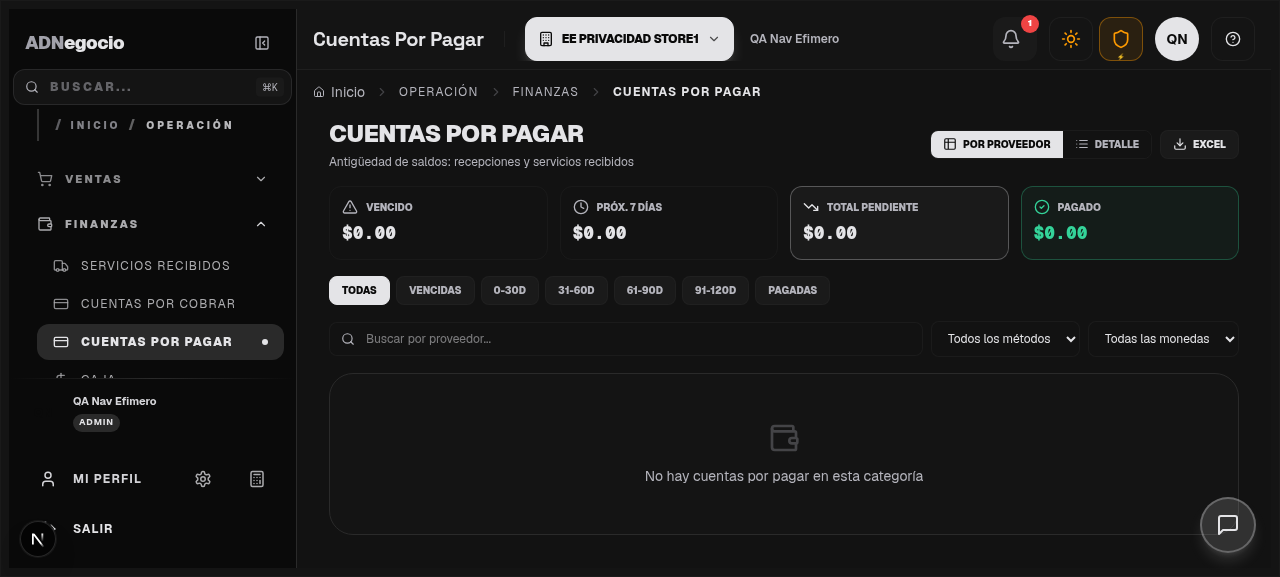 ADNegocio
Cuentas Por Pagar
EE PRIVACIDAD STORE1
QA Nav Efimero
1
QN
BUSCAR...
⌘K
/ INICIO / OPERACIÓN
VENTAS
FINANZAS
SERVICIOS RECIBIDOS
CUENTAS POR COBRAR
CUENTAS POR PAGAR
CAJA
QA Nav Efimero
ADMIN
MI PERFIL
SALIR
N
Inicio > OPERACIÓN > FINANZAS > CUENTAS POR PAGAR
CUENTAS POR PAGAR
Antigüedad de saldos: recepciones y servicios recibidos
POR PROVEEDOR
DETALLE
EXCEL
VENCIDO
$0.00
PRÓX. 7 DÍAS
$0.00
TOTAL PENDIENTE
$0.00
PAGADO
$0.00
TODAS
VENCIDAS
0-30D
31-60D
61-90D
91-120D
PAGADAS
Buscar por proveedor...
Todos los métodos
Todas las monedas
No hay cuentas por pagar en esta categoría